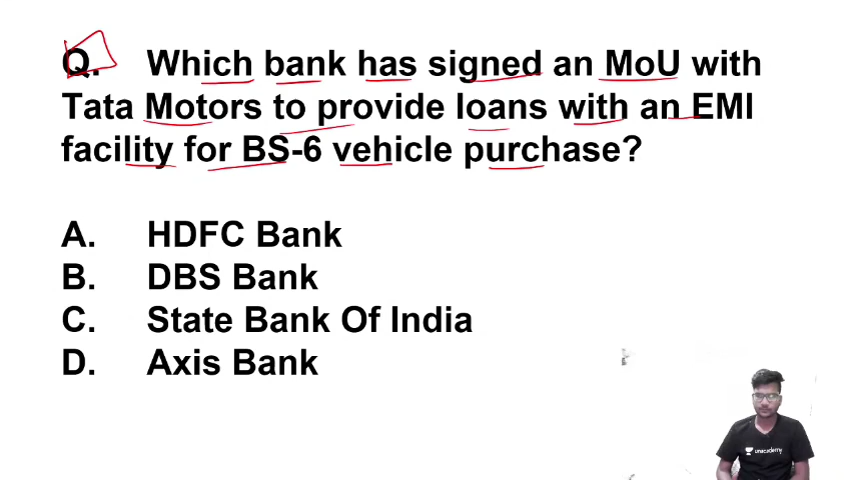 Q. Which bank has signed an MoU with
Tata Motors to provide loans with an EMI
facility for BS-6 vehicle purchase?
A. HDFC Bank
B. DBS Bank
C. State Bank Of India
D. Axis Bank
unacademy